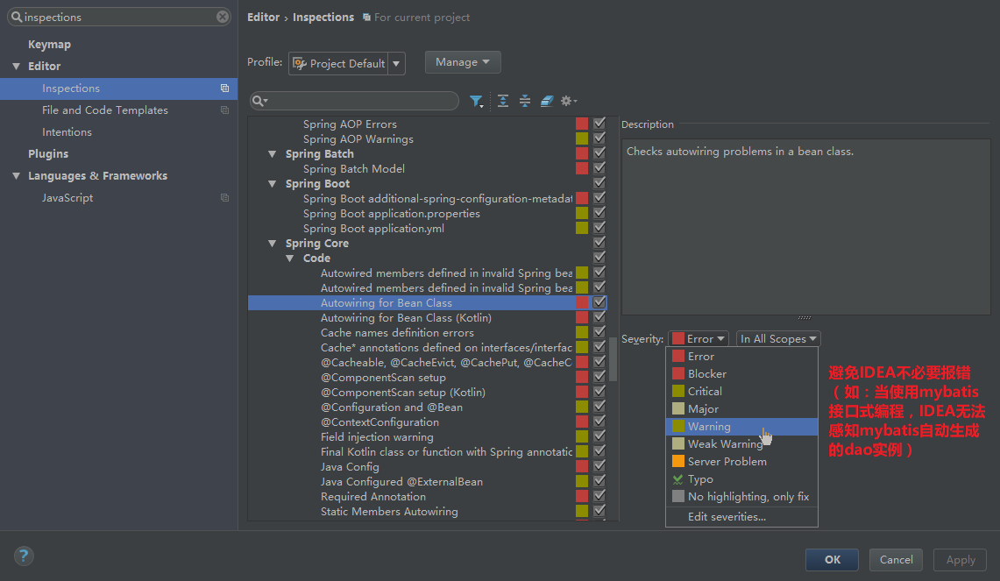 inspections
Keymap
Editor
Inspections
File and Code Templates
Intentions
Plugins
Languages & Frameworks
JavaScript
Editor › Inspections For current project
Profile: Project Default Manage
Spring AOP Errors
Spring AOP Warnings
Spring Batch
Spring Batch Model
Spring Boot
Spring Boot additional-spring-configuration-metadat
Spring Boot application.properties
Spring Boot application.yml
Spring Core
Code
Autowired members defined in invalid Spring bea
Autowired members defined in invalid Spring bea
Autowiring for Bean Class
Autowiring for Bean Class (Kotlin)
Cache names definition errors
Cache* annotations defined on interfaces/interfac
@Cacheable, @CacheEvict, @CachePut, @CacheC
@ComponentScan setup
@ComponentScan setup (Kotlin)
@Configuration and @Bean
@ContextConfiguration
Field injection warning
Final Kotlin class or function with Spring annotatic
Java Config
Java Configured @ExternalBean
Required Annotation
Static Members Autowiring
Description
Checks autowiring problems in a bean class.
Severity: Error In All Scopes
Error
Blocker
Critical
Major
Warning
Weak Warning
Server Problem
Typo
No highlighting, only fix
Edit severities...
避免IDEA不必要报错
（如：当使用mybatis
接口式编程，IDEA无法
感知mybatis自动生成
的dao实例）
?
OK Cancel Apply